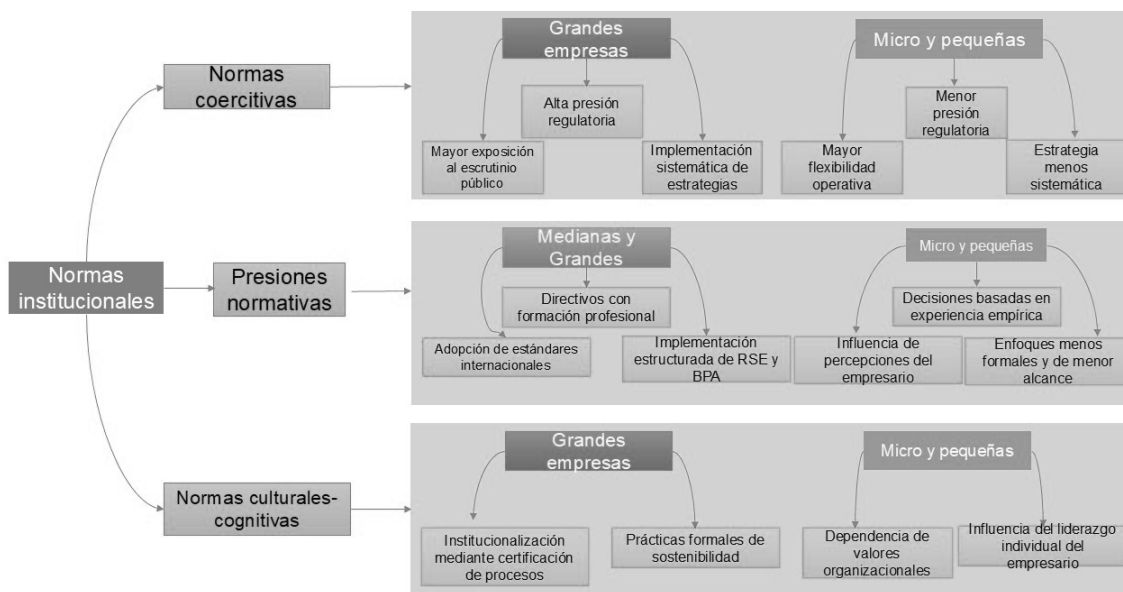 Normas
institucionales
Normas
coercitivas
Grandes
empresas
Alta presión
regulatoria
Mayor exposición
al escrutinio
público
Implementación
sistemática de
estrategias
Micro y pequeñas
Menor
presión
regulatoria
Mayor
flexibilidad
operativa
Estrategia
menos
sistemática
Presiones
normativas
Medianas y
Grandes
Directivos con
formación profesional
Adopción de estándares
internacionales
Implementación
estructurada de RSE y
BPA
Micro y pequeñas
Decisiones basadas en
experiencia empírica
Influencia de
percepciones del
empresario
Enfoques menos
formales y de menor
alcance
Normas culturales-
cognitivas
Grandes
empresas
Institucionalización
mediante certificación
de procesos
Prácticas formales de
sostenibilidad
Micro y pequeñas
Dependencia de
valores
organizacionales
Influencia del liderazgo
individual del
empresario